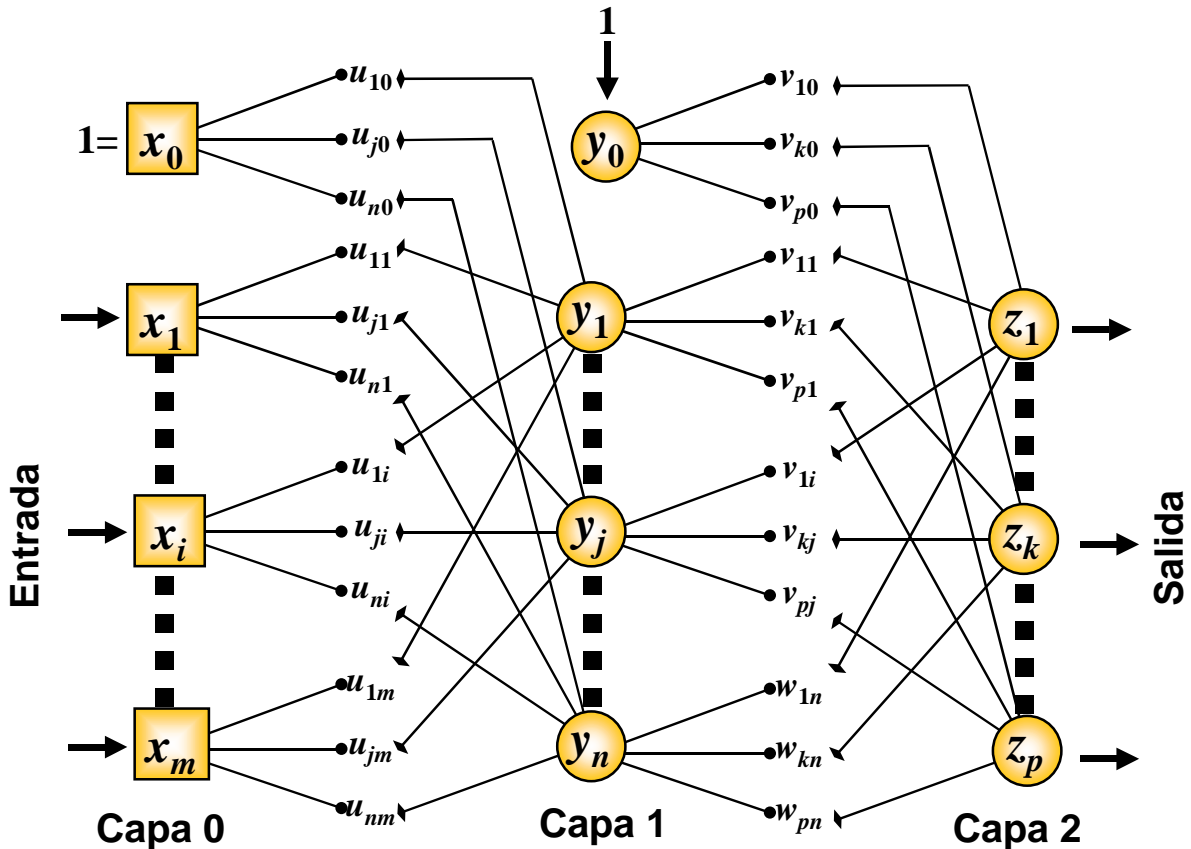 1
u10
v10
1=
x0
uj0
y0
vk0
un0
vp0
u11
v11
x1
uj1
y1
vk1
z1
un1
vp1
Entrada
u1i
v1i
xi
uji
yj
vkj
zk
Salida
uni
vpj
u1m
w1n
xm
ujm
yn
wkn
zp
unm
wpn
Capa 0
Capa 1
Capa 2